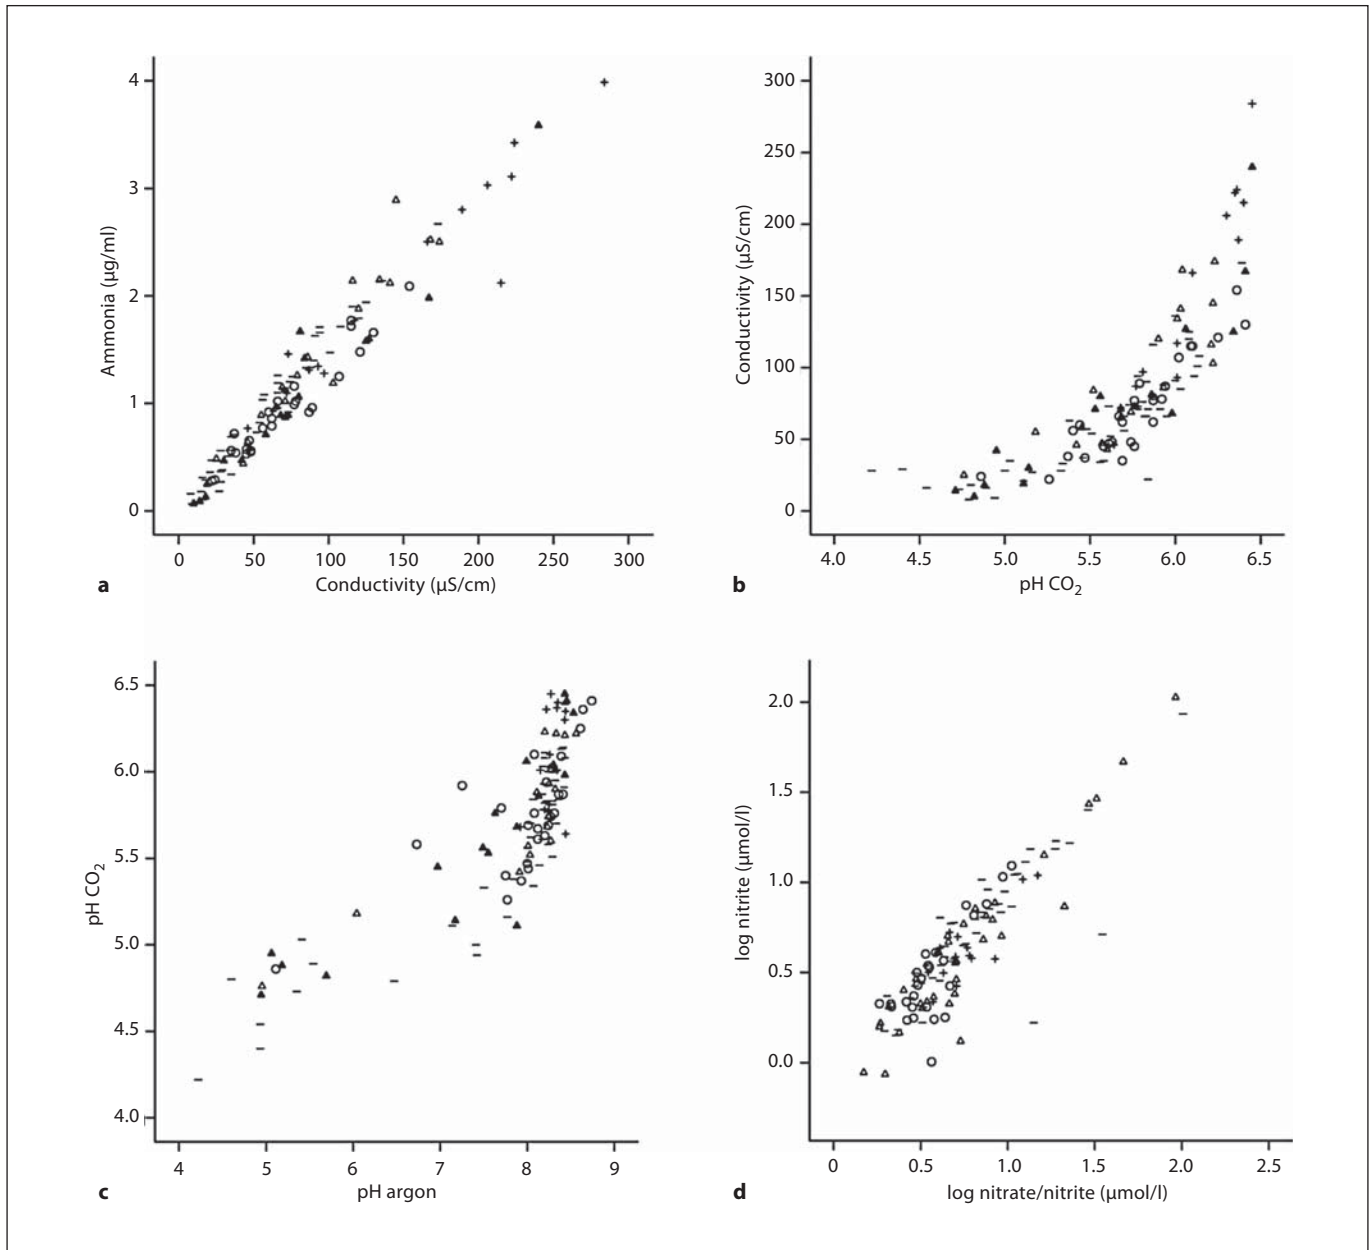 4
3
2
1
0
Ammonia (µg/ml)
0 50 100 150 200 250 300
Conductivity (µS/cm)
a
300
250
200
150
100
50
0
Conductivity (µS/cm)
4.0 4.5 5.0 5.5 6.0 6.5
pH CO2
b
6.5
6.0
5.5
5.0
4.5
4.0
pH CO2
4 5 6 7 8 9
pH argon
c
2.0
1.5
1.0
0.5
0.0
log nitrite (µmol/l)
0 0.5 1.0 1.5 2.0 2.5
log nitrate/nitrite (µmol/l)
d